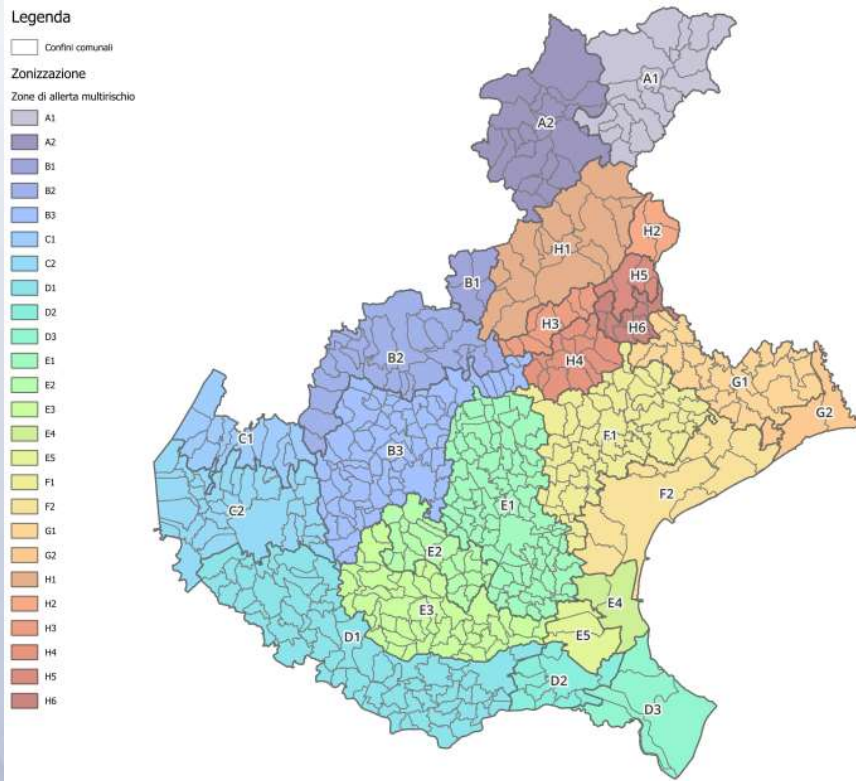 Legenda
Confini comunali
Zonizzazione
Zone di allerta multirischio
A1
A2
B1
B2
B3
C1
C2
D1
D2
D3
E1
E2
E3
E4
E5
F1
F2
G1
G2
H1
H2
H3
H4
H5
H6
A1
A2
H2
H1
H5
B1
H3
H6
B2
H4
G1
G2
F1
C1
B3
F2
C2
E1
E2
E4
E3
E5
D1
D2
D3